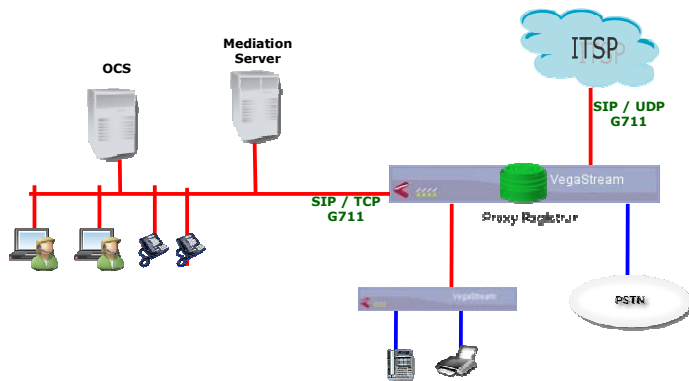 OCS
Mediation
Server
ITSP
SIP / UDP
G711
SIP / TCP
G711
VegaStream
Proxy Registrar
VegaStream
PSTN